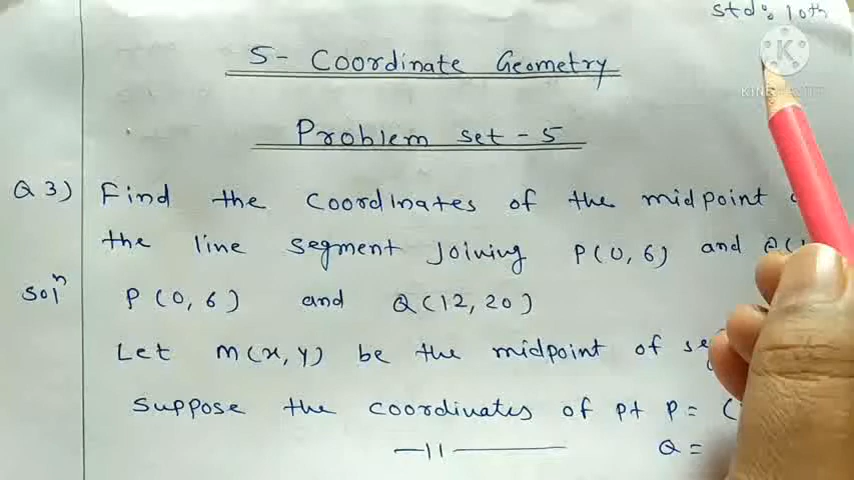 Std: 10th
5- Coordinate Geometry
Problem set - 5
Q 3) Find the coordinates of the midpoint
the line segment joining P(0, 6) and Q(1
Solⁿ P(0, 6) and Q(12, 20)
Let M(x, y) be the midpoint of
Suppose the coordinates of pt P = (
—11— Q =